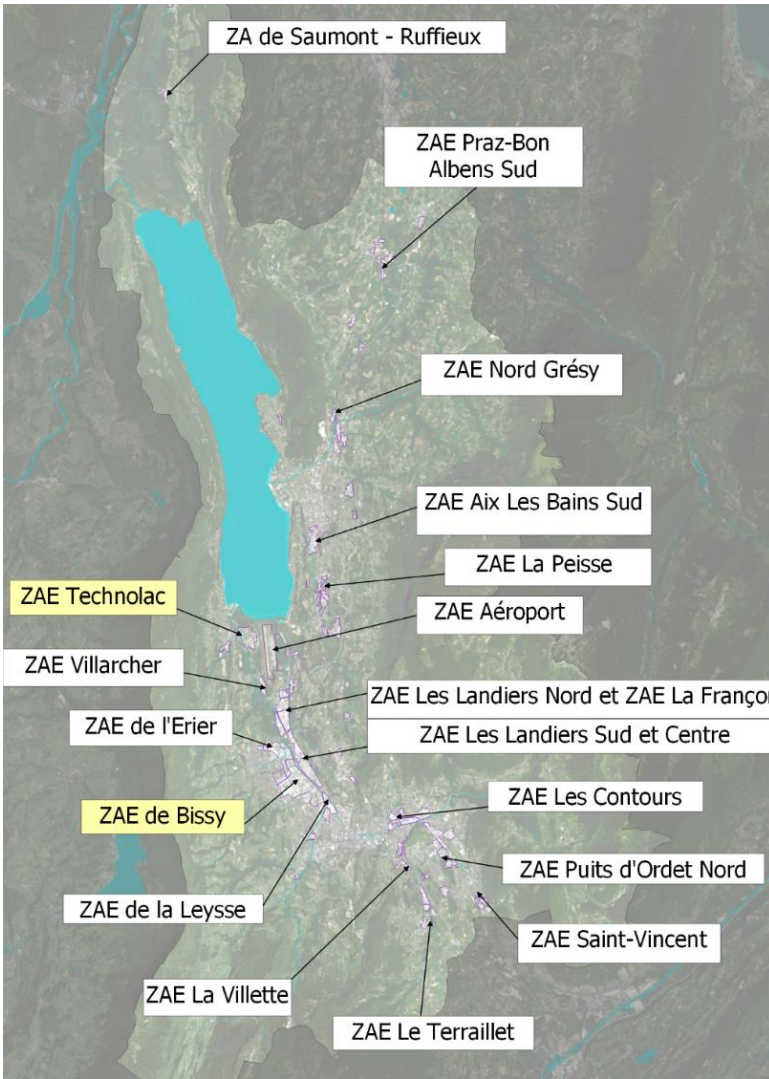 ZA de Saumont - Ruffieux
ZAE Praz-Bon
Albens Sud
ZAE Nord Grésy
ZAE Aix Les Bains Sud
ZAE La Peisse
ZAE Technolac
ZAE Aéroport
ZAE Villarcher
ZAE Les Landiers Nord et ZAE La Franço
ZAE de l'Erier
ZAE Les Landiers Sud et Centre
ZAE de Bissy
ZAE Les Contours
ZAE Puits d'Ordet Nord
ZAE de la Leysse
ZAE Saint-Vincent
ZAE La Villette
ZAE Le Terraillet